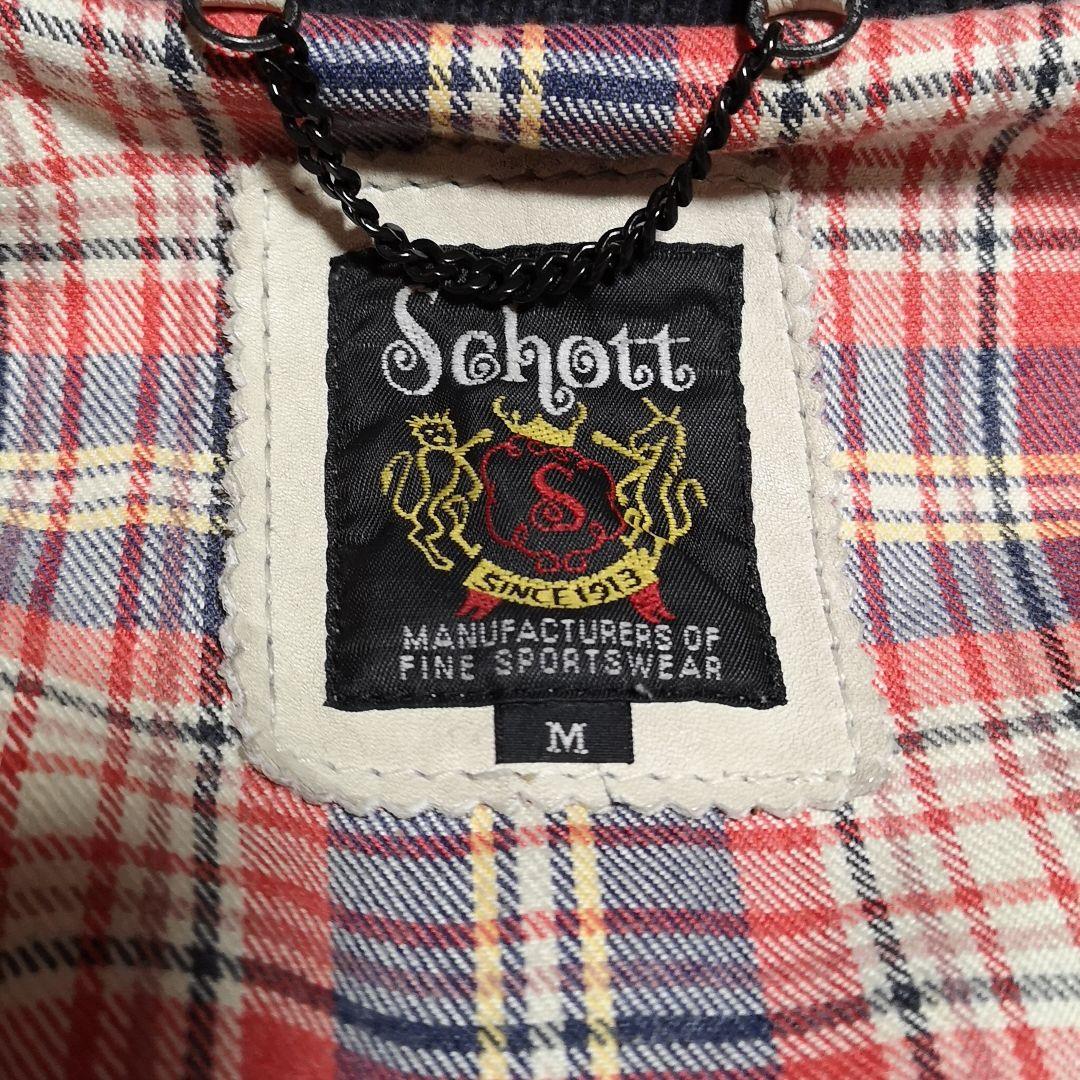 Schott
S
SINCE 1913
MANUFACTURERS OF
FINE SPORTSWEAR
M